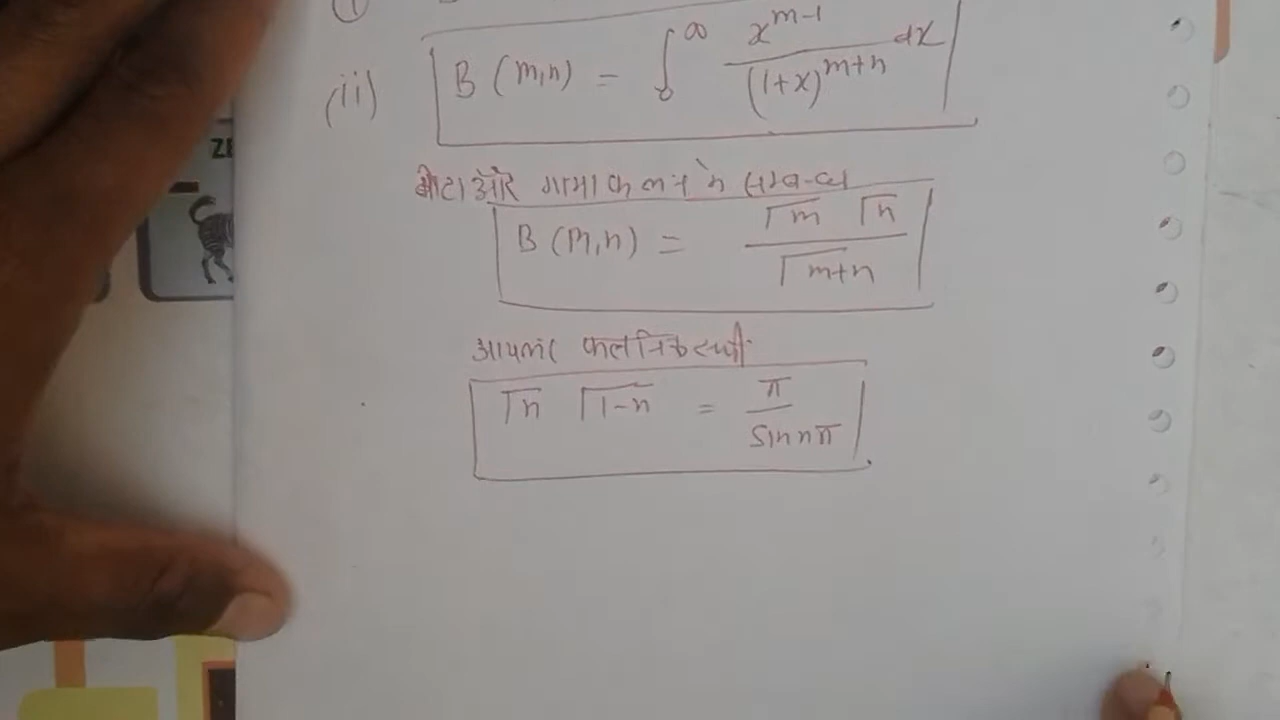 (ii) B (m,n) = ∫₀^∞ x^{m-1} / (1+x)^{m+n} dx
बीटा और गामा फलन में सम्बन्ध
B (m,n) = Γm Γn / Γm+n
Γn Γ1-n = π / sin nπ